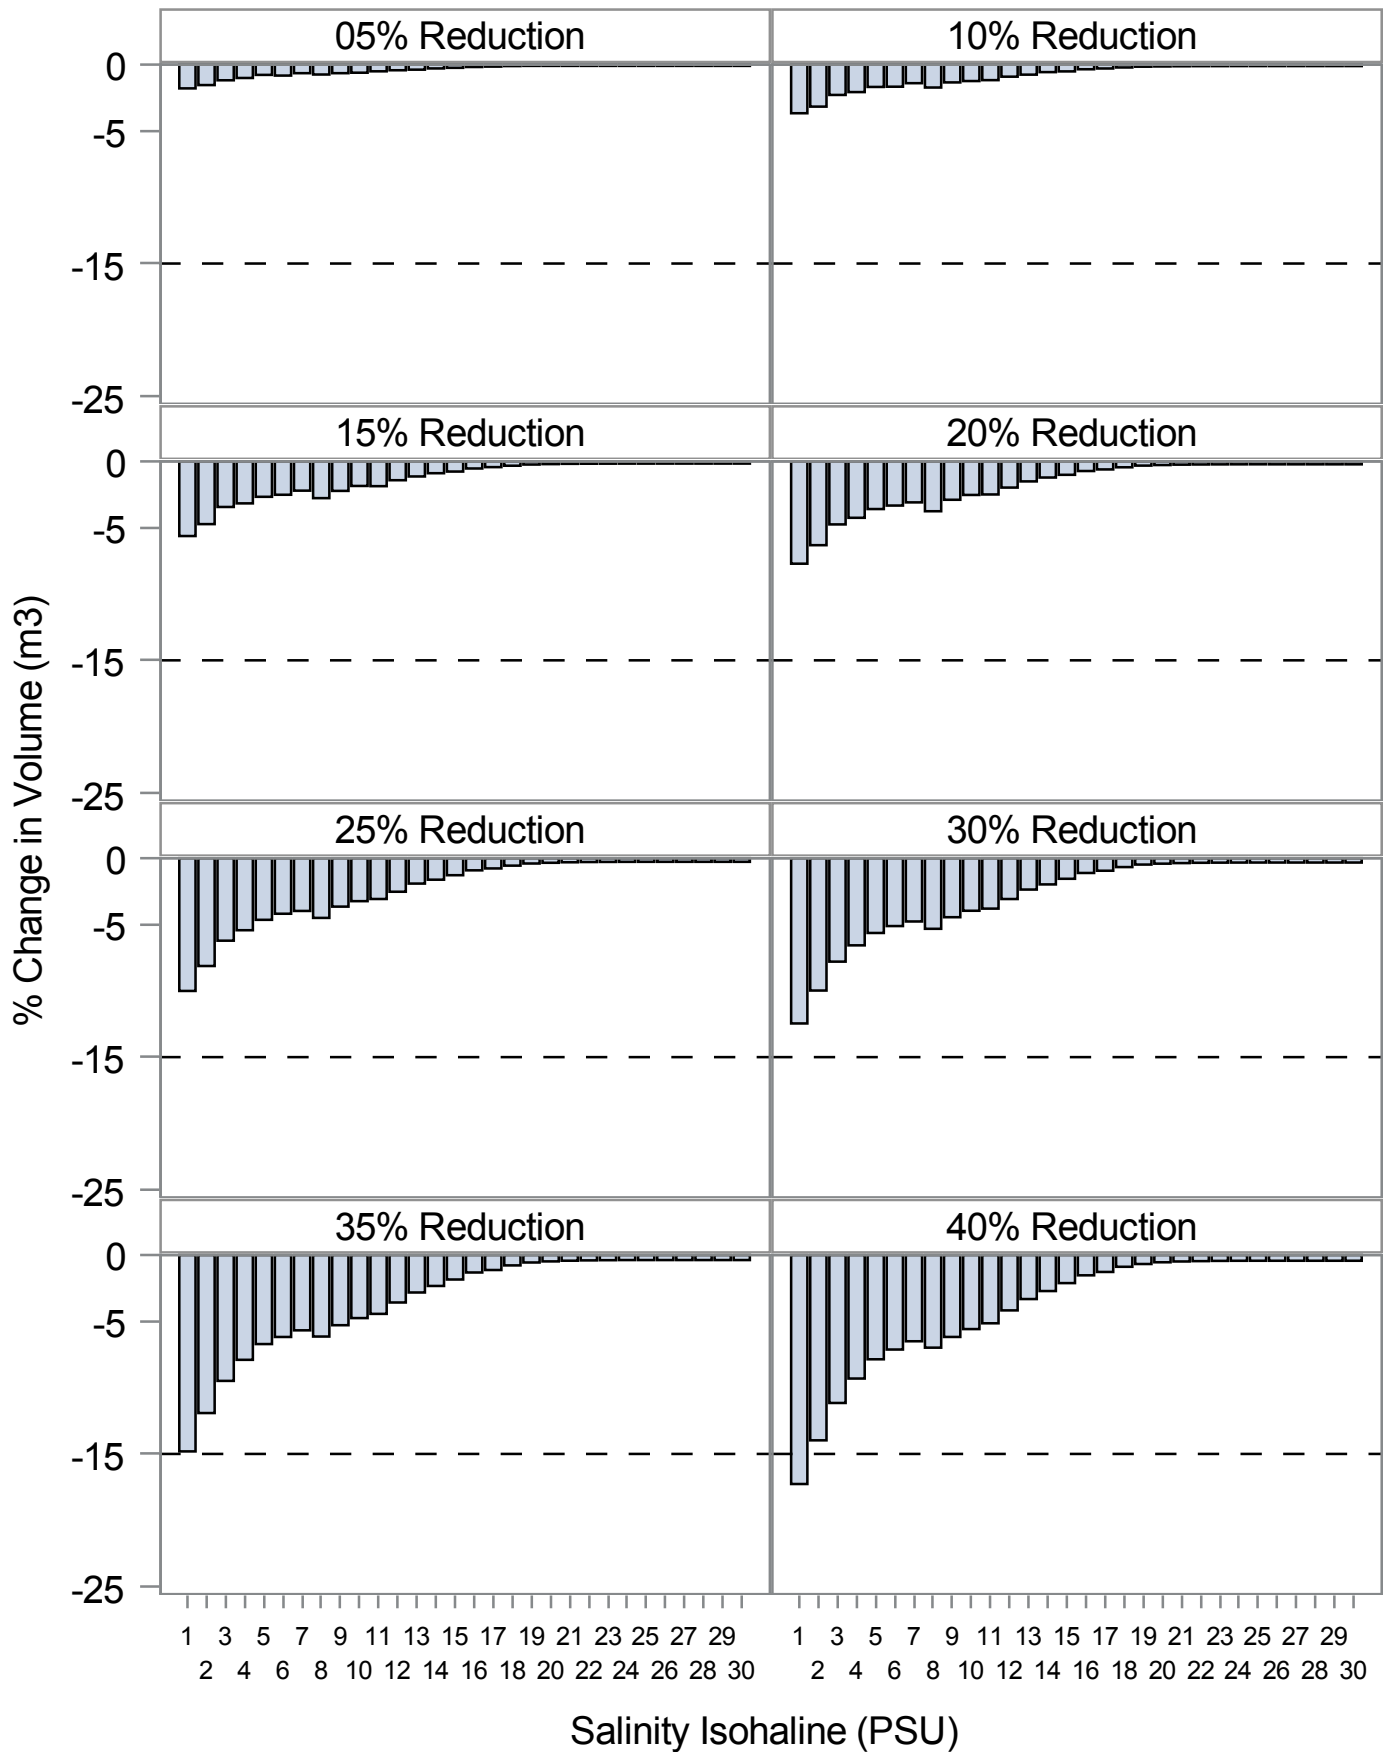 05% Reduction
10% Reduction
0
-5
-15
-25
15% Reduction
20% Reduction
0
-5
-15
-25
25% Reduction
30% Reduction
0
-5
-15
-25
35% Reduction
40% Reduction
0
-5
-15
-25
% Change in Volume (m3)
1 3 5 7 9 11 13 15 17 19 21 23 25 27 29
2 4 6 8 10 12 14 16 18 20 22 24 26 28 30
1 3 5 7 9 11 13 15 17 19 21 23 25 27 29
2 4 6 8 10 12 14 16 18 20 22 24 26 28 30
Salinity Isohaline (PSU)